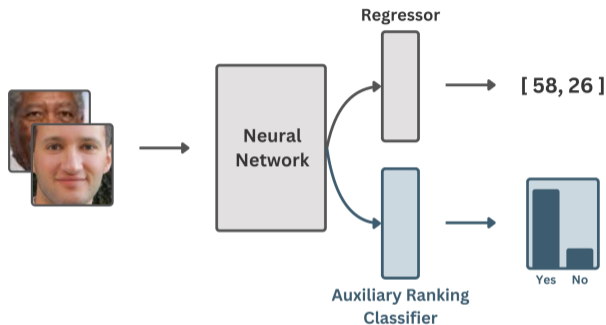 Regressor
[ 58, 26 ]
Neural
Network
Yes No
Auxiliary Ranking
Classifier